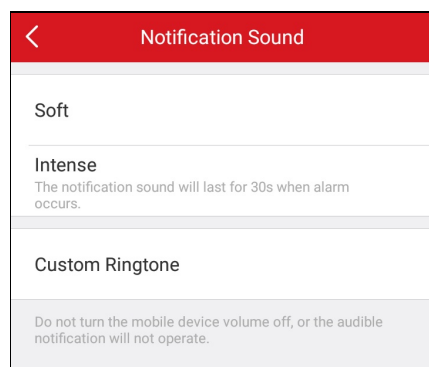 Notification Sound
Soft
Intense
The notification sound will last for 30s when alarm
occurs.
Custom Ringtone
Do not turn the mobile device volume off, or the audible
notification will not operate.